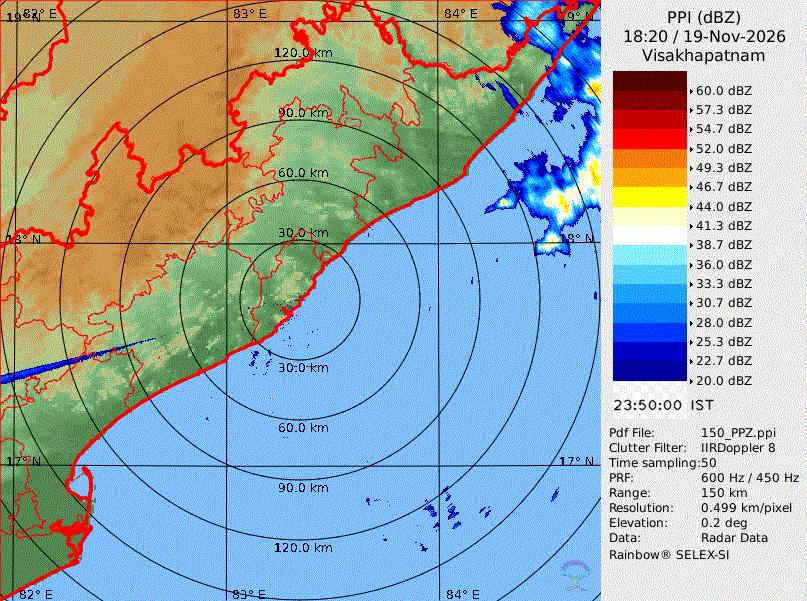 82° E
83° E
84° E
19° N
19° N
120.0 km
90.0 km
60.0 km
30.0 km
18° N
18° N
30.0 km
60.0 km
17° N
17° N
90.0 km
120.0 km
82° E
83° E
84° E
PPI (dBZ)
18:20 / 19-Nov-2026
Visakhapatnam
60.0 dBZ
57.3 dBZ
54.7 dBZ
52.0 dBZ
49.3 dBZ
46.7 dBZ
44.0 dBZ
41.3 dBZ
38.7 dBZ
36.0 dBZ
33.3 dBZ
30.7 dBZ
28.0 dBZ
25.3 dBZ
22.7 dBZ
20.0 dBZ
23:50:00 IST
Pdf File: 150_PPZ.ppi
Clutter Filter: IIRDoppler 8
Time sampling:50
PRF: 600 Hz / 450 Hz
Range: 150 km
Resolution: 0.499 km/pixel
Elevation: 0.2 deg
Data: Radar Data
Rainbow® SELEX-SI